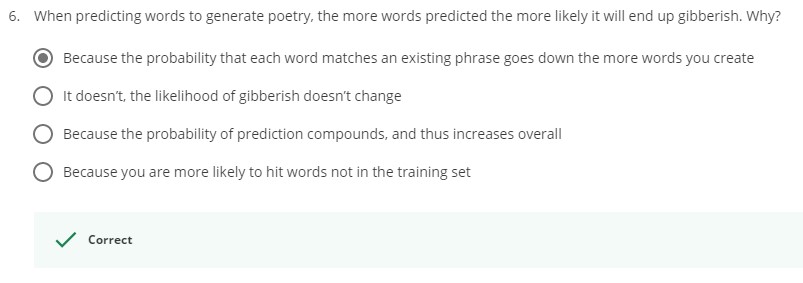 6. When predicting words to generate poetry, the more words predicted the more likely it will end up gibberish. Why?
Because the probability that each word matches an existing phrase goes down the more words you create
It doesn't, the likelihood of gibberish doesn't change
Because the probability of prediction compounds, and thus increases overall
Because you are more likely to hit words not in the training set
Correct